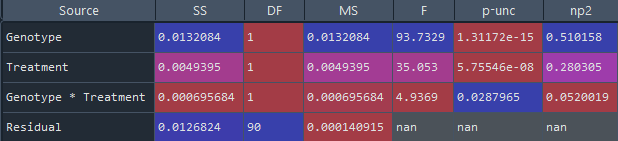 Source SS DF MS F p-unc np2
Genotype 0.0132084 1 0.0132084 93.7329 1.31172e-15 0.510158
Treatment 0.0049395 1 0.0049395 35.053 5.75546e-08 0.280305
Genotype * Treatment 0.000695684 1 0.000695684 4.9369 0.0287965 0.0520019
Residual 0.0126824 90 0.000140915 nan nan nan